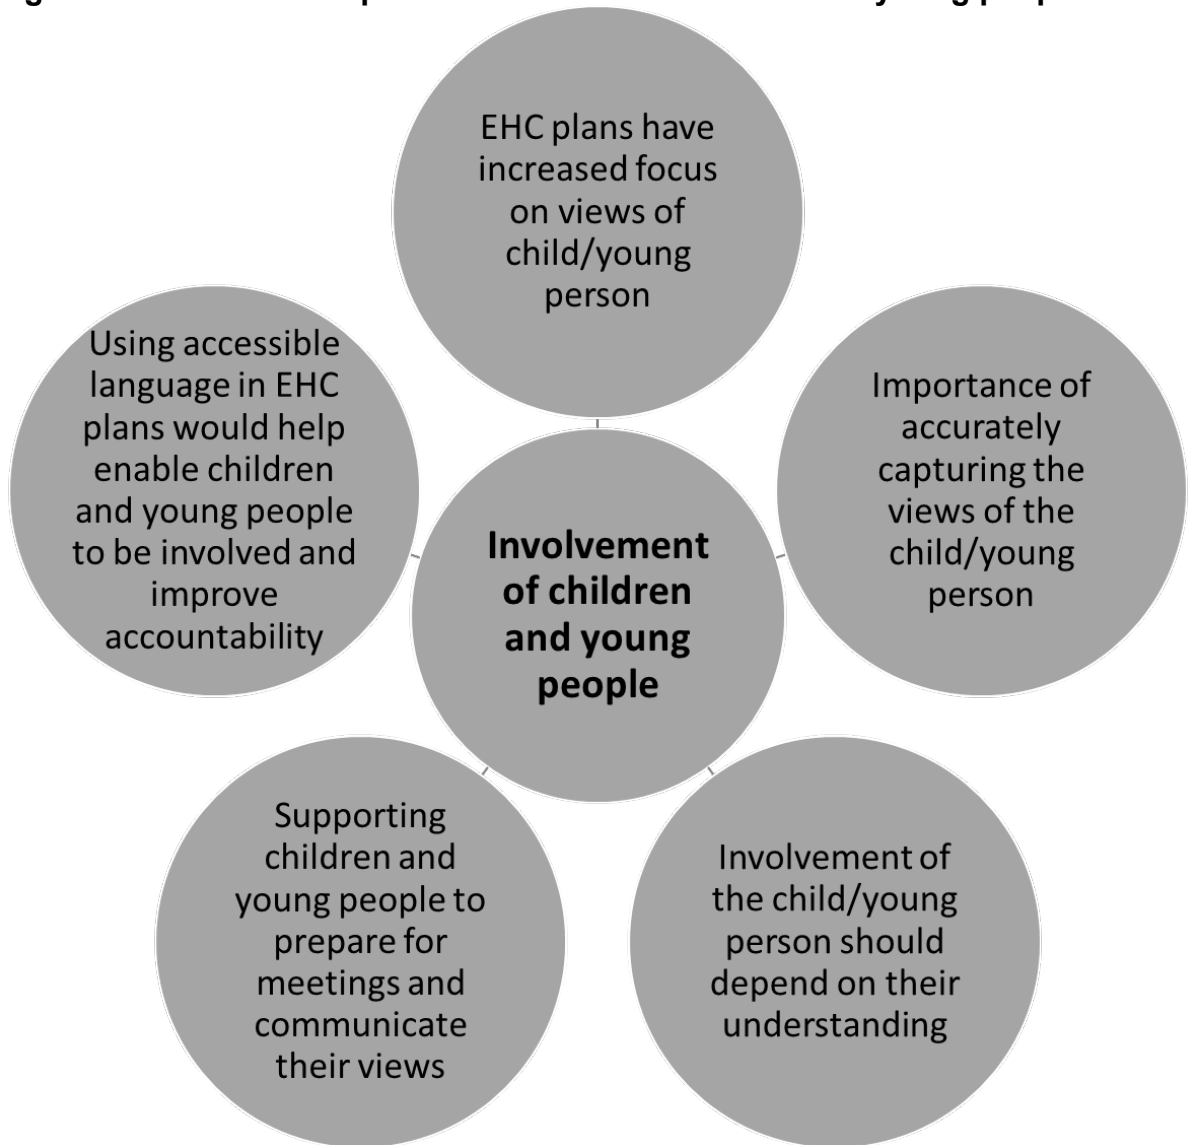 EHC plans have
increased focus
on views of
child/young
person
Importance of
accurately
capturing the
views of the
child/young
person
Involvement of
the child/young
person should
depend on their
understanding
Supporting
children and
young people to
prepare for
meetings and
communicate
their views
Using accessible
language in EHC
plans would help
enable children
and young people
to be involved and
improve
accountability
Involvement
of children
and young
people